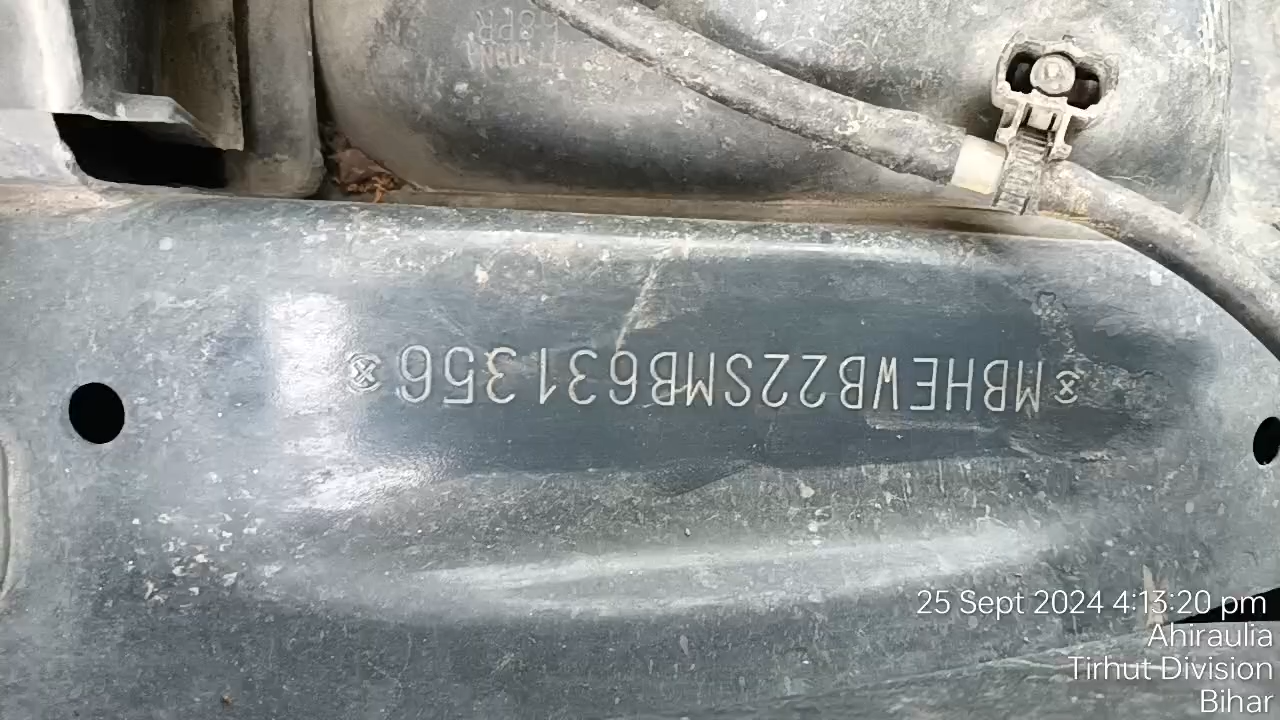 MBHEWB22SMB631356
25 Sept 2024 4:13:20 pm
Ahiraulia
Tirhut Division
Bihar